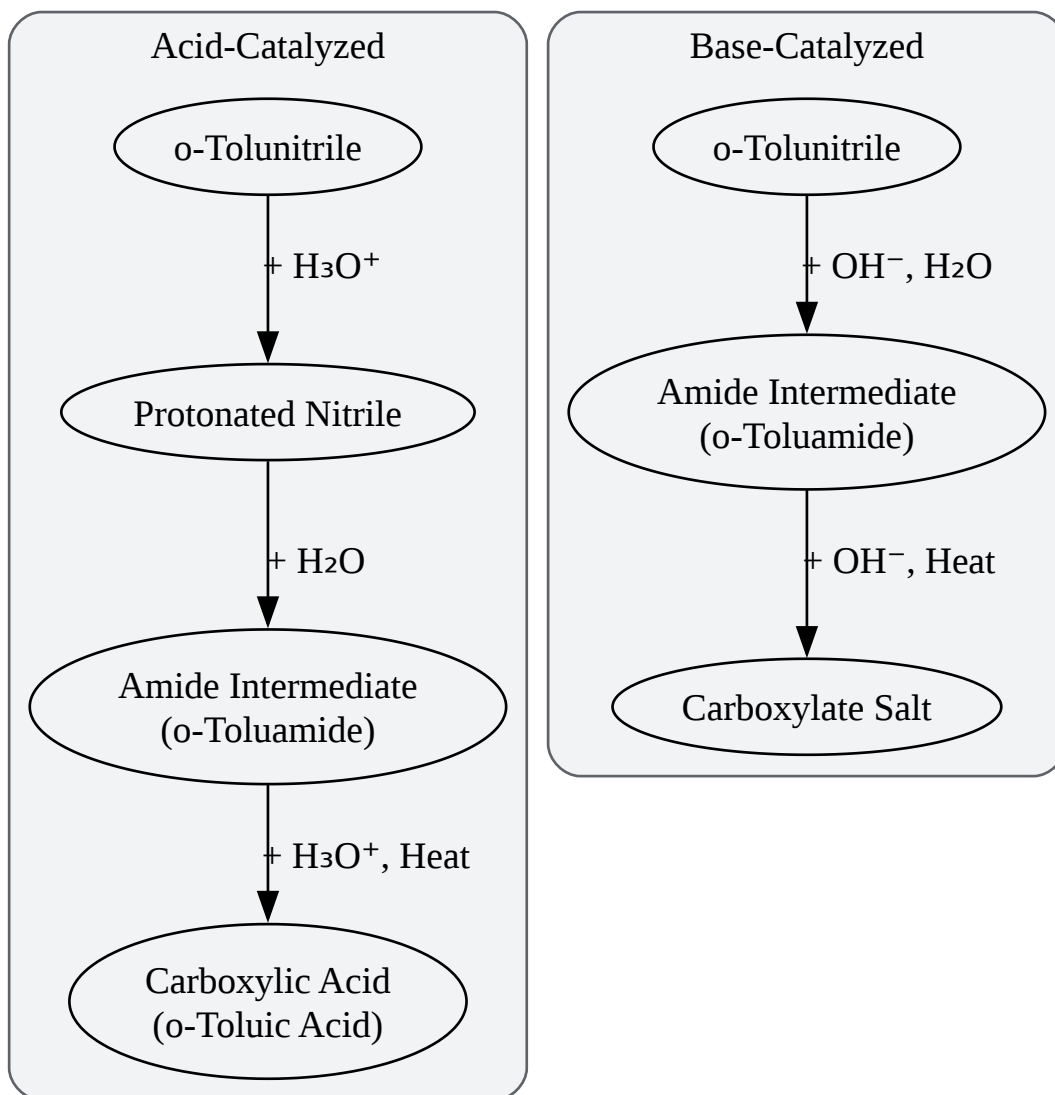 Acid-Catalyzed
o-Tolunitrile
+ H₃O⁺
Protonated Nitrile
+ H₂O
Amide Intermediate
(o-Toluamide)
+ H₃O⁺, Heat
Carboxylic Acid
(o-Toluic Acid)
Base-Catalyzed
o-Tolunitrile
+ OH⁻, H₂O
Amide Intermediate
(o-Toluamide)
+ OH⁻, Heat
Carboxylate Salt